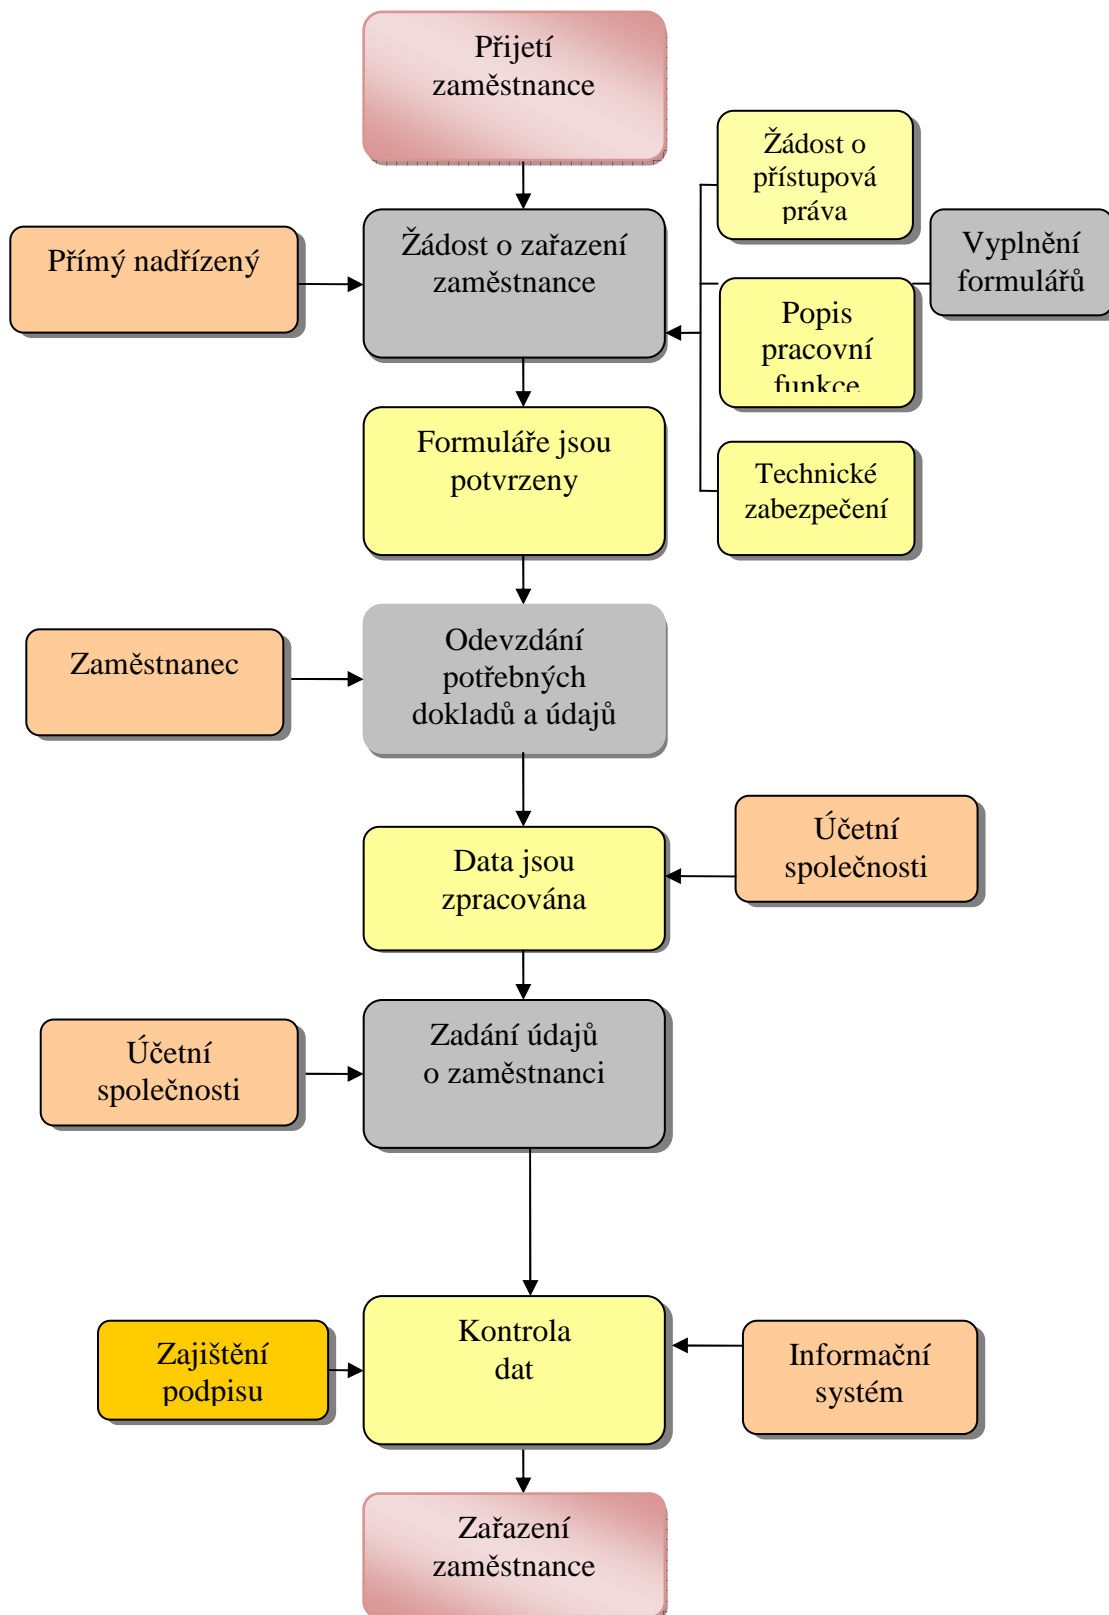 Přijetí
zaměstnance
Žádost o
přístupová
práva
Přímý nadřízený
Žádost o zařazení
zaměstnance
Vyplnění
formulářů
Popis
pracovní
funkce
Formuláře jsou
potvrzeny
Technické
zabezpečení
Zaměstnanec
Odevzdání
potřebných
dokladů a údajů
Data jsou
zpracována
Účetní
společnosti
Účetní
společnosti
Zadání údajů
o zaměstnanci
Zajištění
podpisu
Kontrola
dat
Informační
systém
Zařazení
zaměstnance